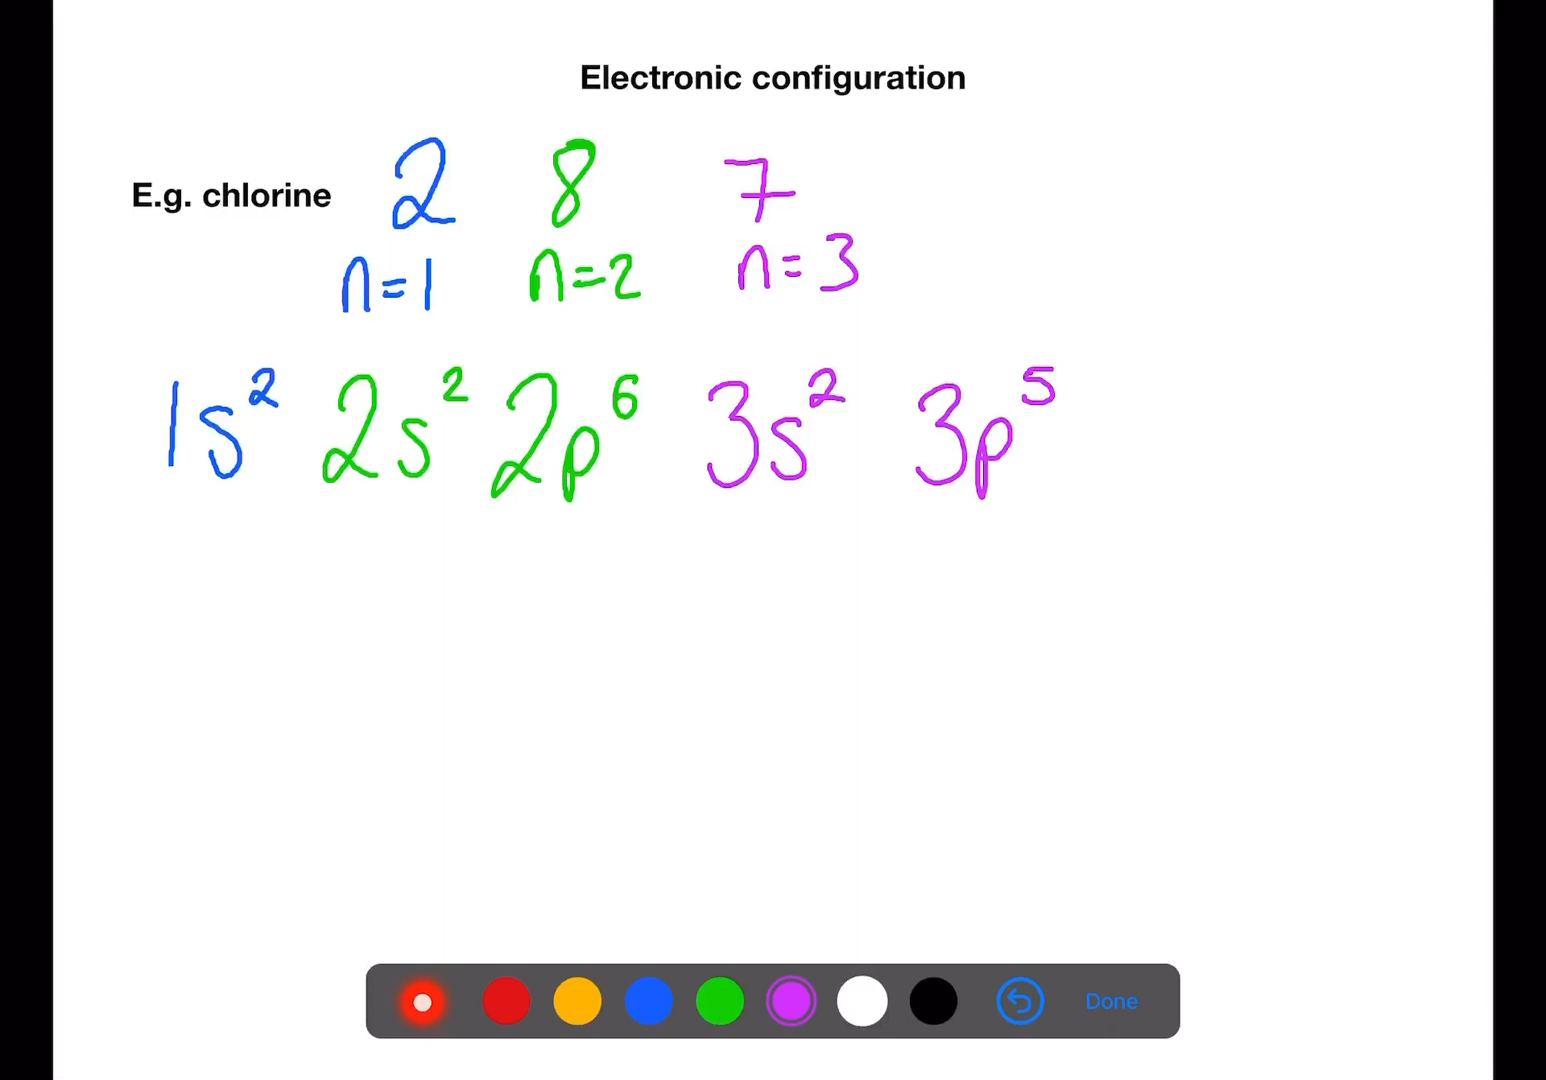 Electronic configuration
E.g. chlorine 2 8 7
n=1 n=2 n=3
1s² 2s² 2p⁶ 3s² 3p⁵
Done